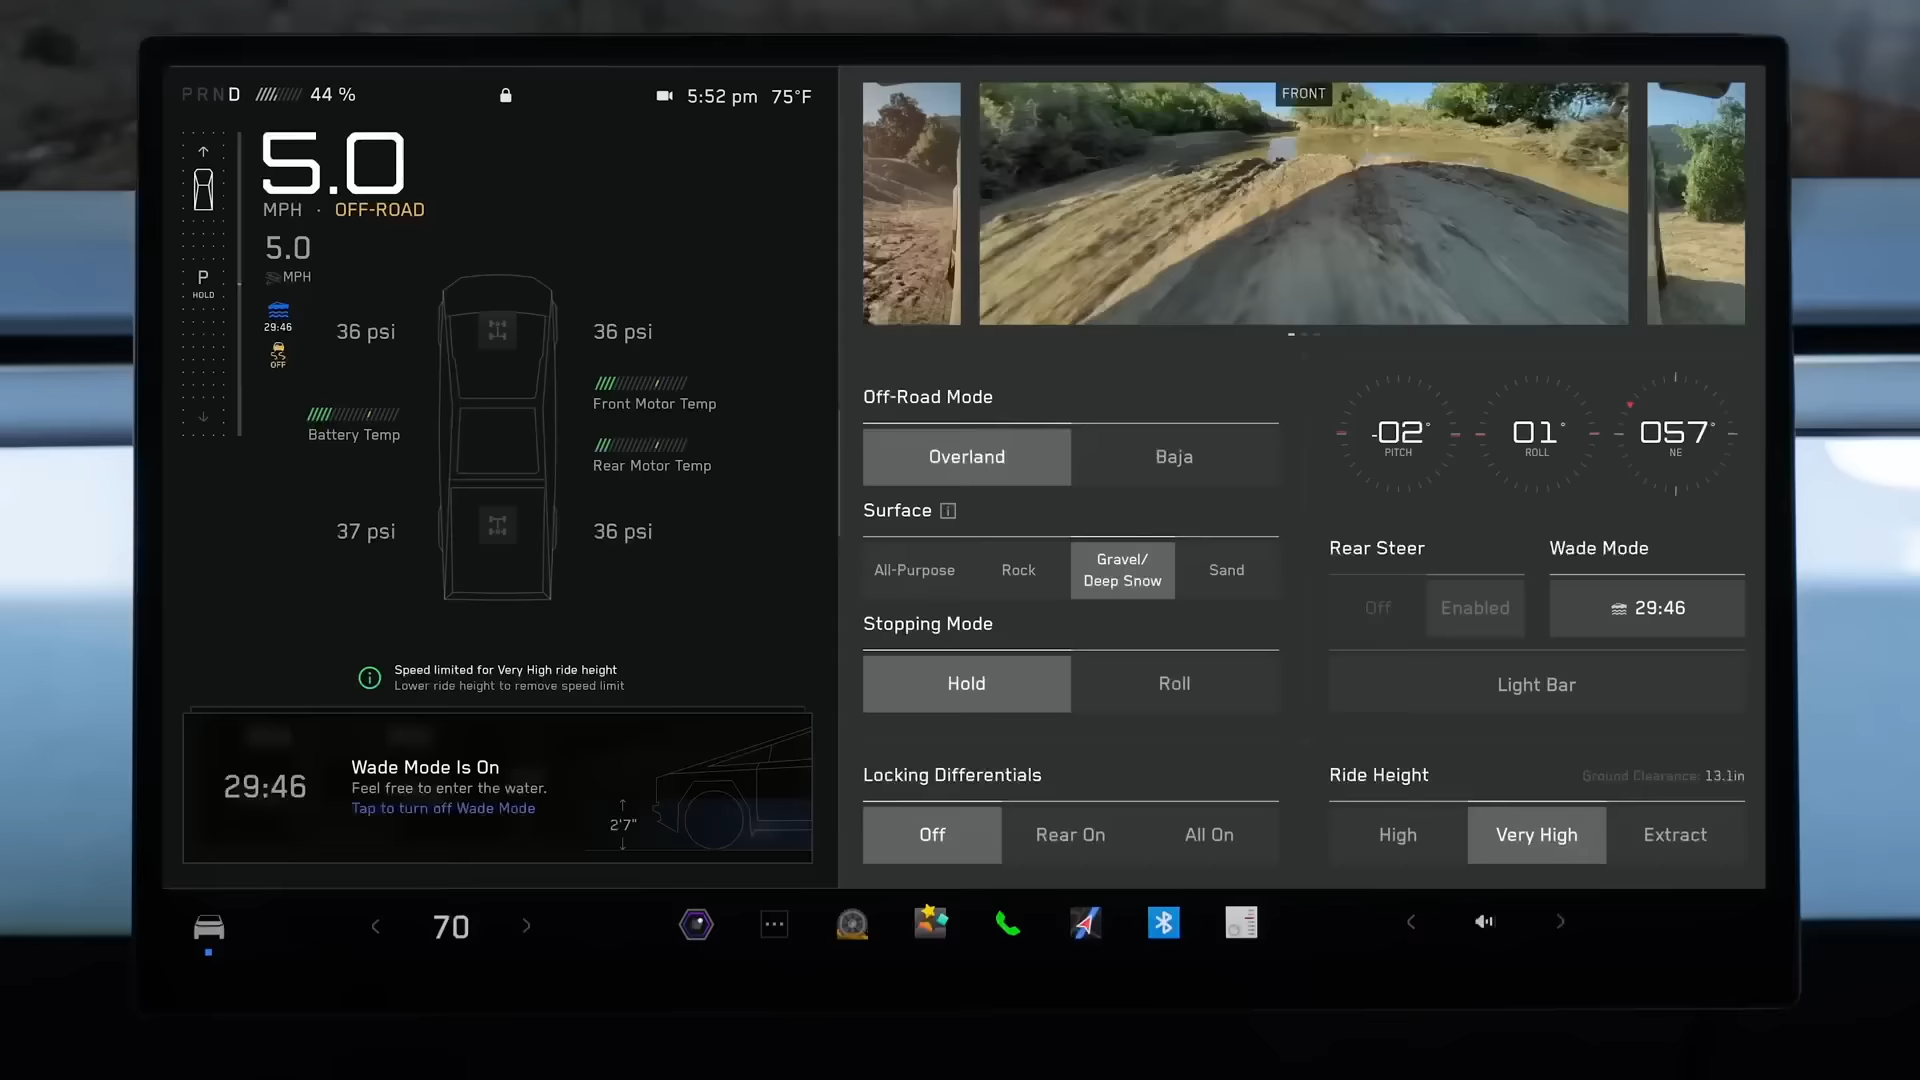 PRND
44 %
5:52 pm
75°F
5.0
MPH · OFF-ROAD
5.0
MPH
P
HOLD
29:46
OFF
36 psi
36 psi
Front Motor Temp
Battery Temp
Rear Motor Temp
37 psi
36 psi
Speed limited for Very High ride height
Lower ride height to remove speed limit
29:46
Wade Mode Is On
Feel free to enter the water.
Tap to turn off Wade Mode
2'7"
FRONT
Off-Road Mode
Overland
Baja
Surface
All-Purpose
Rock
Gravel/
Deep Snow
Sand
Stopping Mode
Hold
Roll
Locking Differentials
Off
Rear On
All On
-02°
PITCH
01°
ROLL
057°
NE
Rear Steer
Off
Enabled
Wade Mode
29:46
Light Bar
Ride Height
Ground Clearance: 13.1in
High
Very High
Extract
70